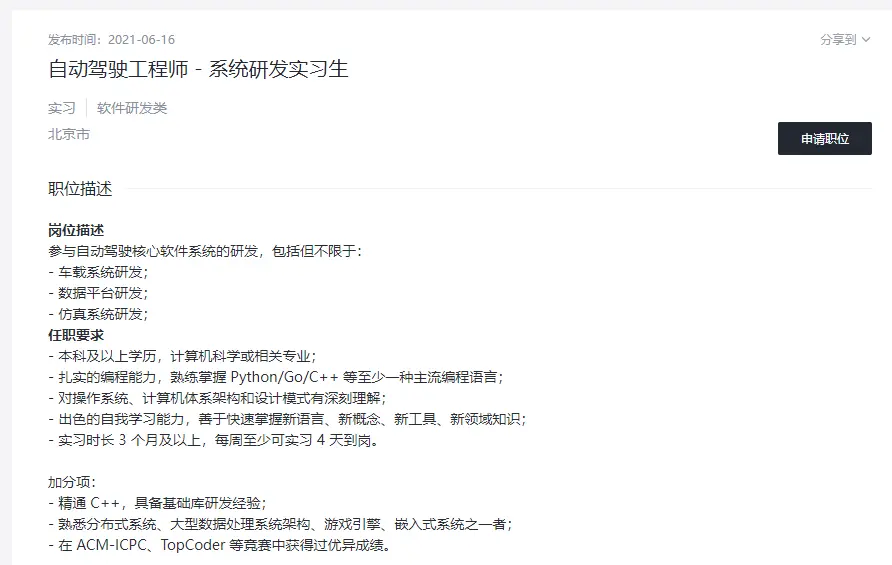 发布时间：2021-06-16
分享到
自动驾驶工程师 - 系统研发实习生
实习 软件研发类
北京市
申请职位
职位描述
岗位描述
参与自动驾驶核心软件系统的研发，包括但不限于：
- 车载系统研发；
- 数据平台研发；
- 仿真系统研发；
任职要求
- 本科及以上学历，计算机科学或相关专业；
- 扎实的编程能力，熟练掌握 Python/Go/C++ 等至少一种主流编程语言；
- 对操作系统、计算机体系架构和设计模式有深刻理解；
- 出色的自我学习能力，善于快速掌握新语言、新概念、新工具、新领域知识；
- 实习时长 3 个月及以上，每周至少可实习 4 天到岗。
加分项：
- 精通 C++，具备基础库研发经验；
- 熟悉分布式系统、大型数据处理系统架构、游戏引擎、嵌入式系统之一者；
- 在 ACM-ICPC、TopCoder 等竞赛中获得过优异成绩。